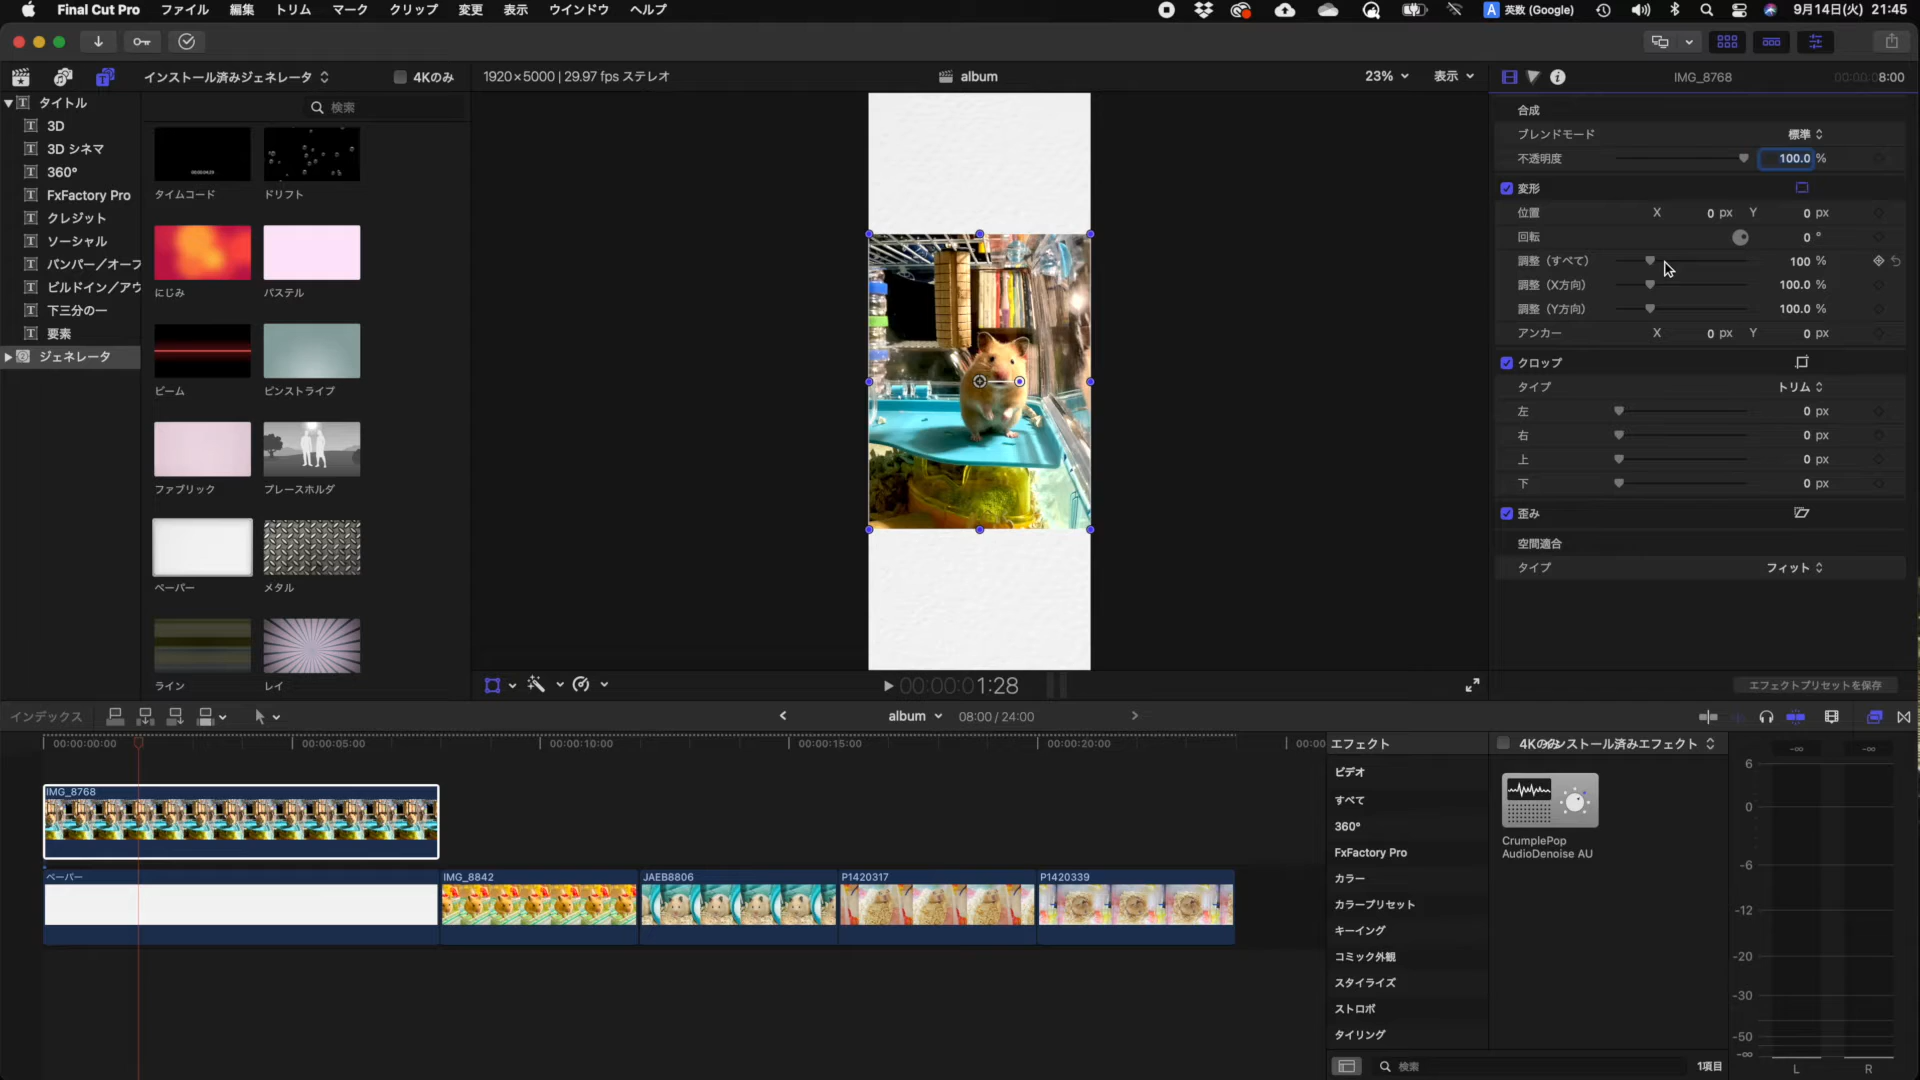 Final Cut Pro ファイル 編集 トリム マーク クリップ 変更 表示 ウインドウ ヘルプ
A 英数 (Google) 9月14日(火) 21:45
インストール済みジェネレータ 4Kのみ 1920×5000 | 29.97 fps ステレオ album 23% 表示 IMG_8768 00:00:08:00
検索
タイトル
3D
3D シネマ
360°
FxFactory Pro
クレジット
ソーシャル
バンパー／オープ
ビルドイン／アウ
下三分の一
要素
ジェネレータ
タイムコード ドリフト
にじみ パステル
ビーム ピンストライプ
ファブリック プレースホルダ
ペーパー メタル
ライン レイ
合成
ブレンドモード 標準
不透明度 100.0 %
変形
位置 X 0 px Y 0 px
回転 0 °
調整（すべて） 100 %
調整（X方向） 100.0 %
調整（Y方向） 100.0 %
アンカー X 0 px Y 0 px
クロップ
タイプ トリム
左 0 px
右 0 px
上 0 px
下 0 px
歪み
空間適合
タイプ フィット
00:00:01:28
エフェクトプリセットを保存
インデックス album 08:00 / 24:00
00:00:00:00 00:00:05:00 00:00:10:00 00:00:15:00 00:00:20:00 00:00
IMG_8768
ペーパー IMG_8842 JAEB8806 P1420317 P1420339
エフェクト 4Kのみ インストール済みエフェクト
ビデオ
すべて
360°
FxFactory Pro
カラー
カラープリセット
キーイング
コミック外観
スタイライズ
ストロボ
タイリング
CrumplePop
AudioDenoise AU
検索 1項目
-∞ -∞
6
0
-6
-12
-20
-30
-50
-∞
L R